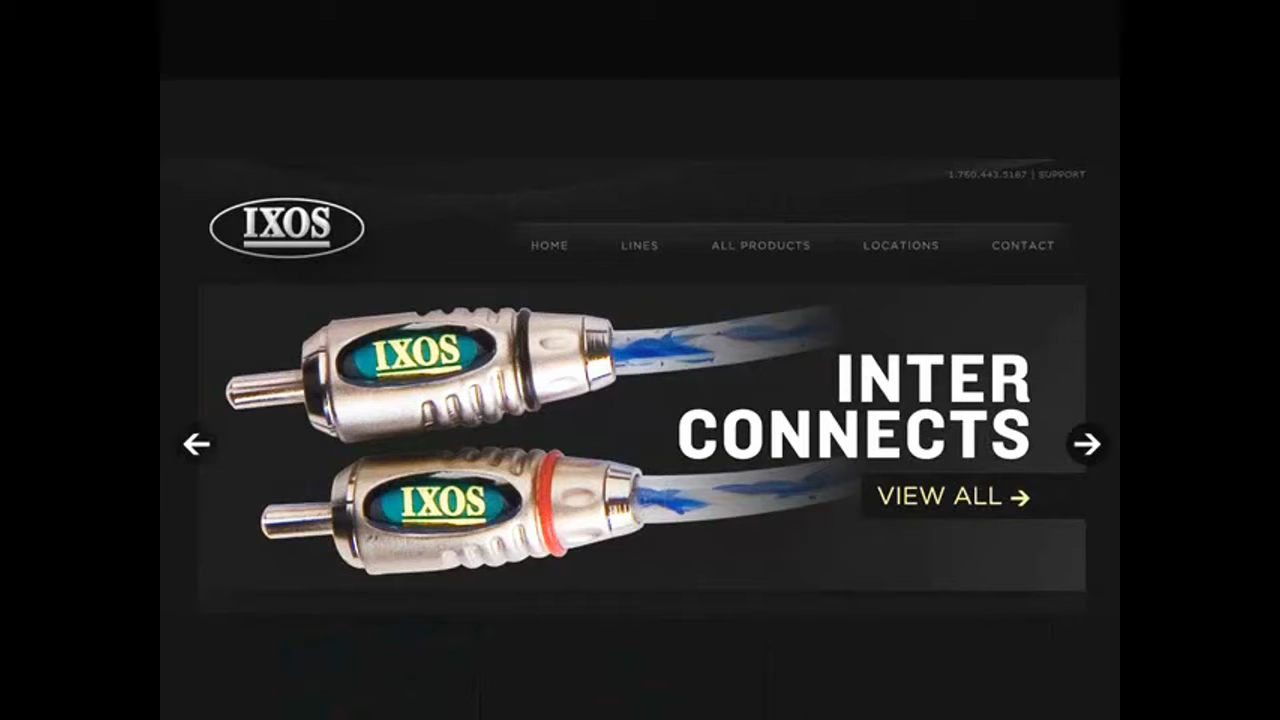 1.760.443.5187 | SUPPORT
IXOS
HOME LINES ALL PRODUCTS LOCATIONS CONTACT
IXOS
INTER
CONNECTS
IXOS
VIEW ALL →